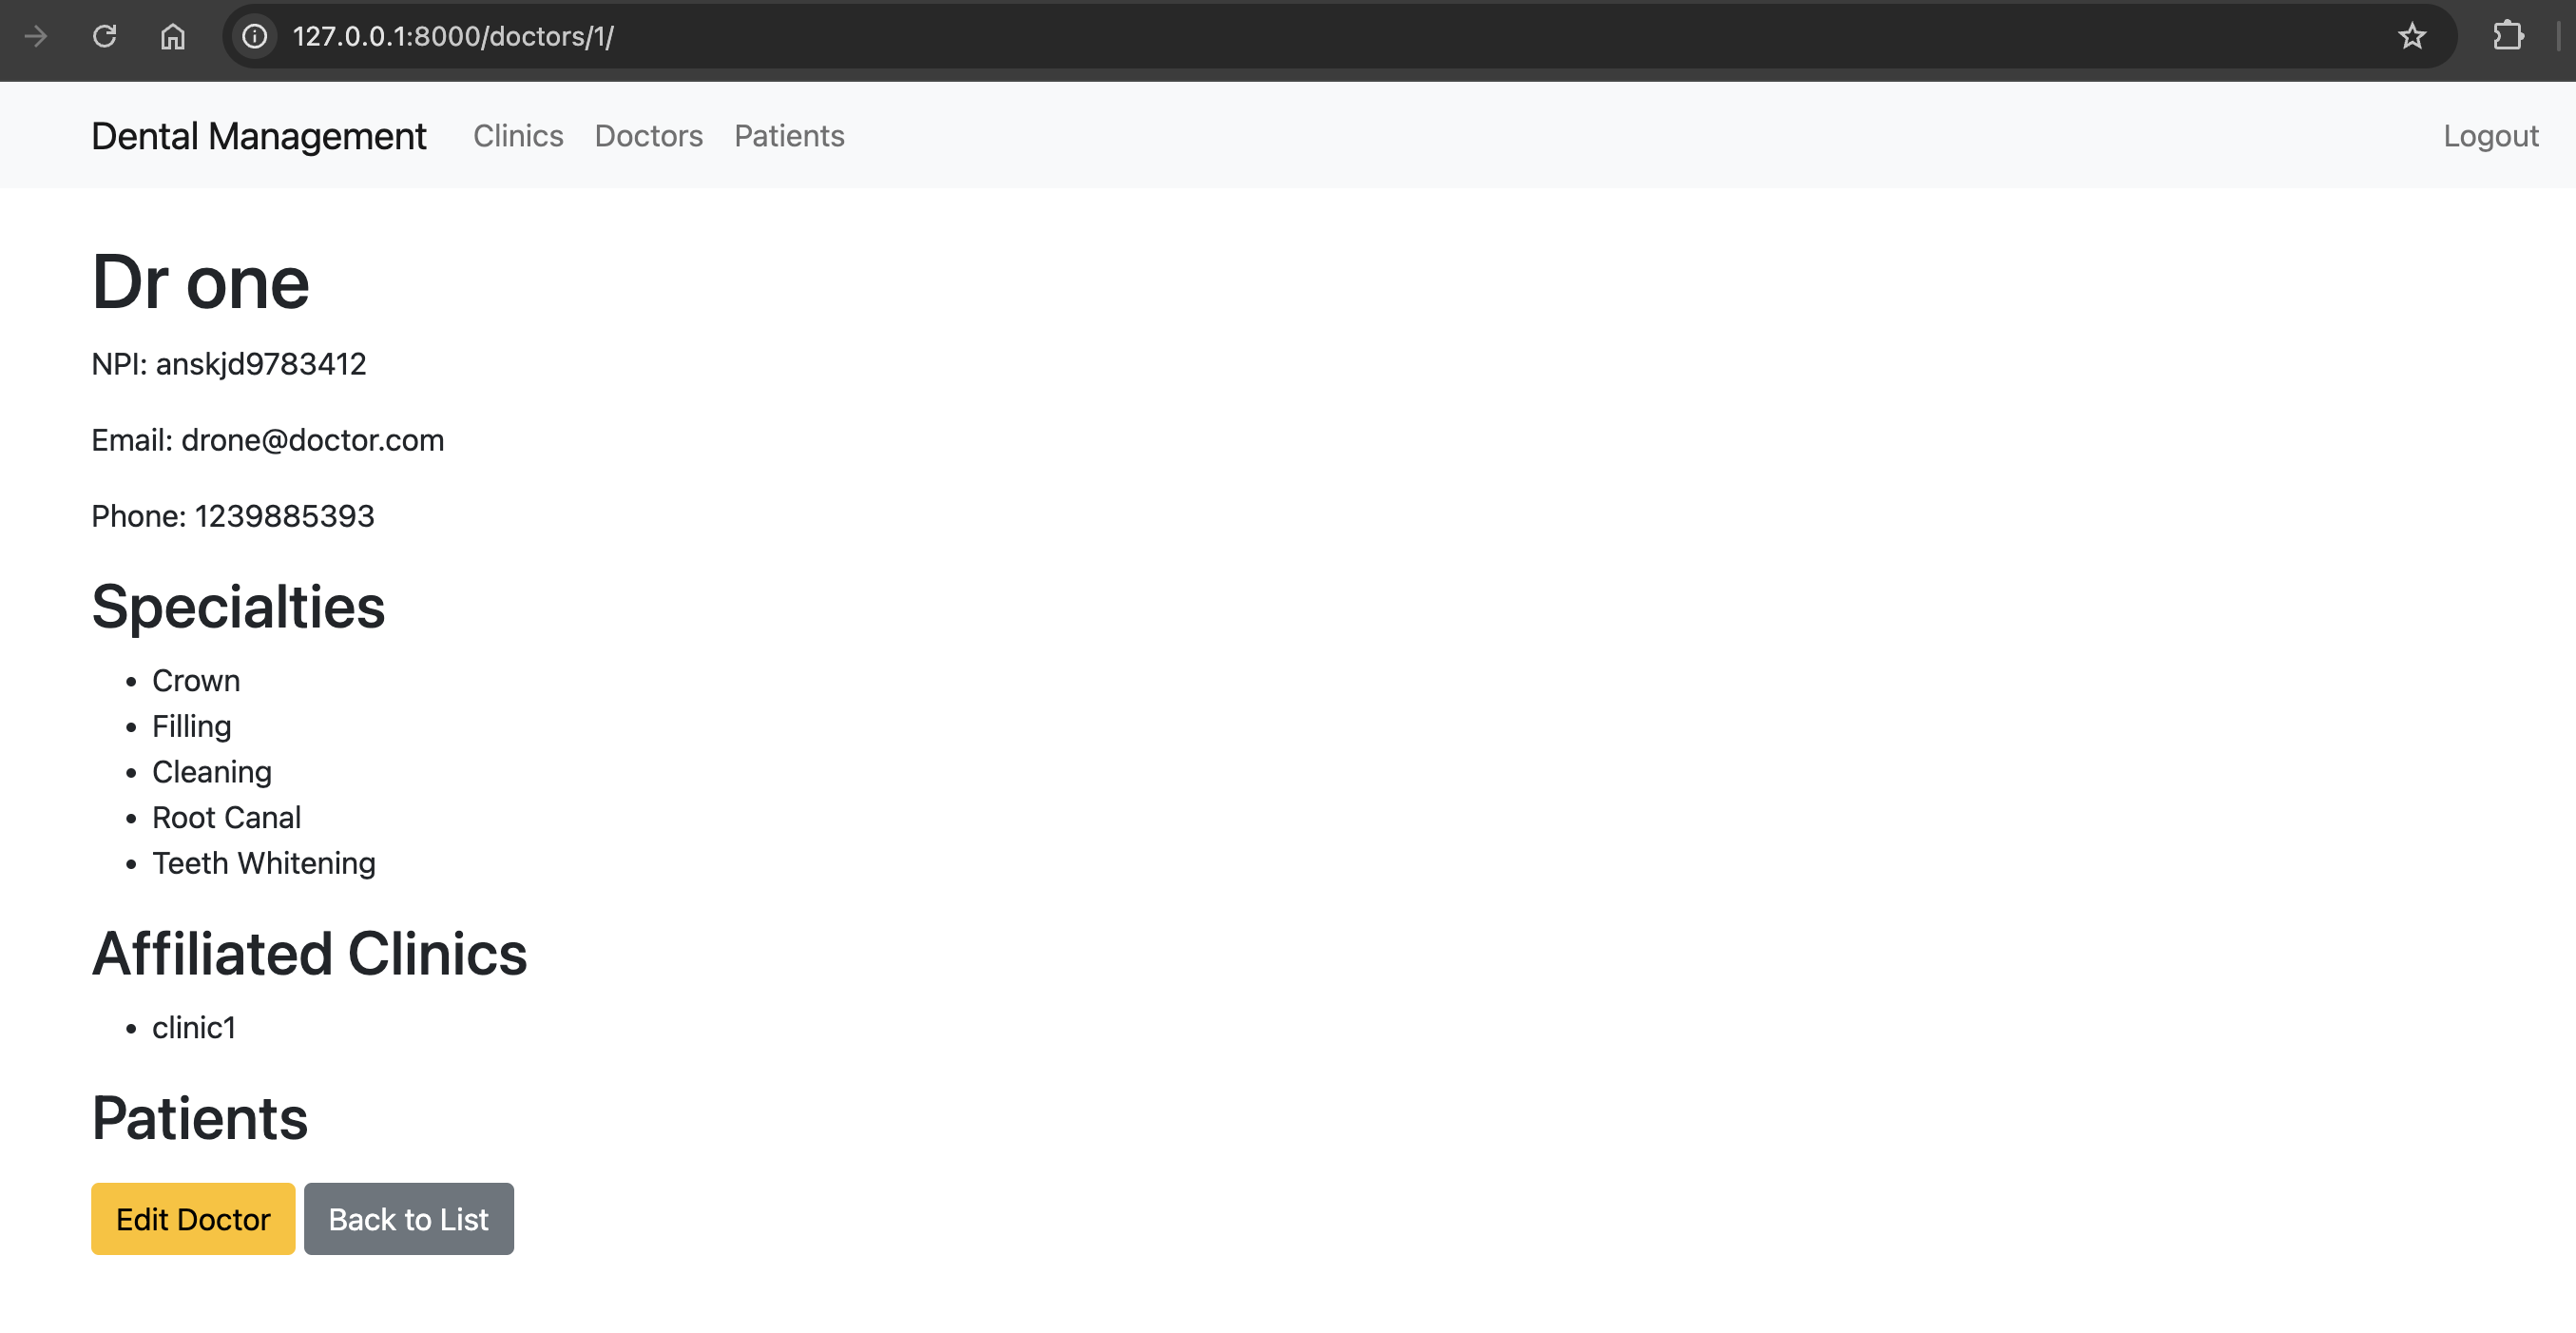 127.0.0.1:8000/doctors/1/
Dental Management Clinics Doctors Patients Logout
Dr one
NPI: anskjd9783412
Email: drone@doctor.com
Phone: 1239885393
Specialties
• Crown
• Filling
• Cleaning
• Root Canal
• Teeth Whitening
Affiliated Clinics
• clinic1
Patients
Edit Doctor Back to List